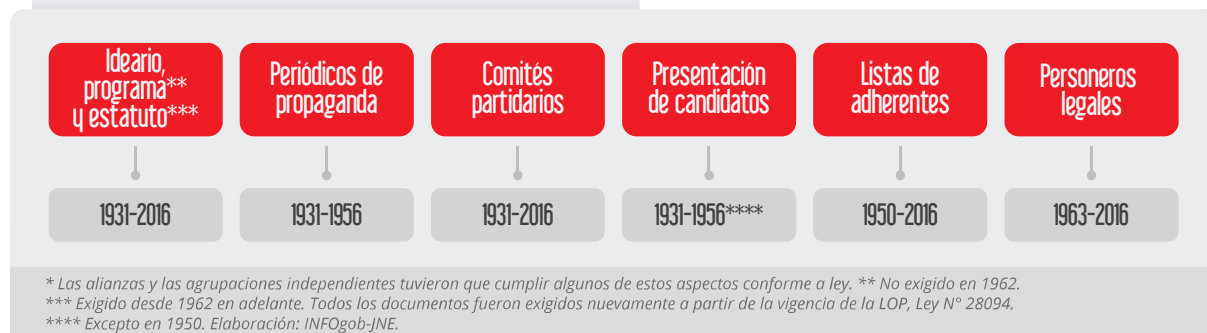 Ideario,
programa**
y estatuto***
Periódicos de
propaganda
Comités
partidarios
Presentación
de candidatos
Listas de
adherentes
Personeros
legales
1931-2016
1931-1956
1931-2016
1931-1956****
1950-2016
1963-2016
* Las alianzas y las agrupaciones independientes tuvieron que cumplir algunos de estos aspectos conforme a ley. ** No exigido en 1962.
*** Exigido desde 1962 en adelante. Todos los documentos fueron exigidos nuevamente a partir de la vigencia de la LOP, Ley N° 28094.
**** Excepto en 1950. Elaboración: INFOgob-JNE.